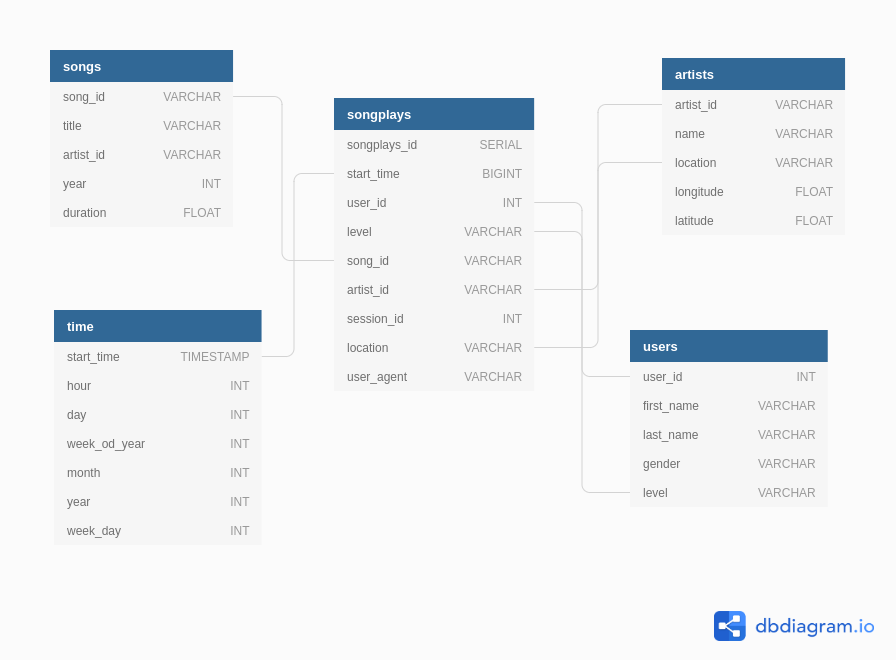 songs
song_id VARCHAR
title VARCHAR
artist_id VARCHAR
year INT
duration FLOAT
songplays
songplays_id SERIAL
start_time BIGINT
user_id INT
level VARCHAR
song_id VARCHAR
artist_id VARCHAR
session_id INT
location VARCHAR
user_agent VARCHAR
artists
artist_id VARCHAR
name VARCHAR
location VARCHAR
longitude FLOAT
latitude FLOAT
time
start_time TIMESTAMP
hour INT
day INT
week_od_year INT
month INT
year INT
week_day INT
users
user_id INT
first_name VARCHAR
last_name VARCHAR
gender VARCHAR
level VARCHAR
dbdiagram.io